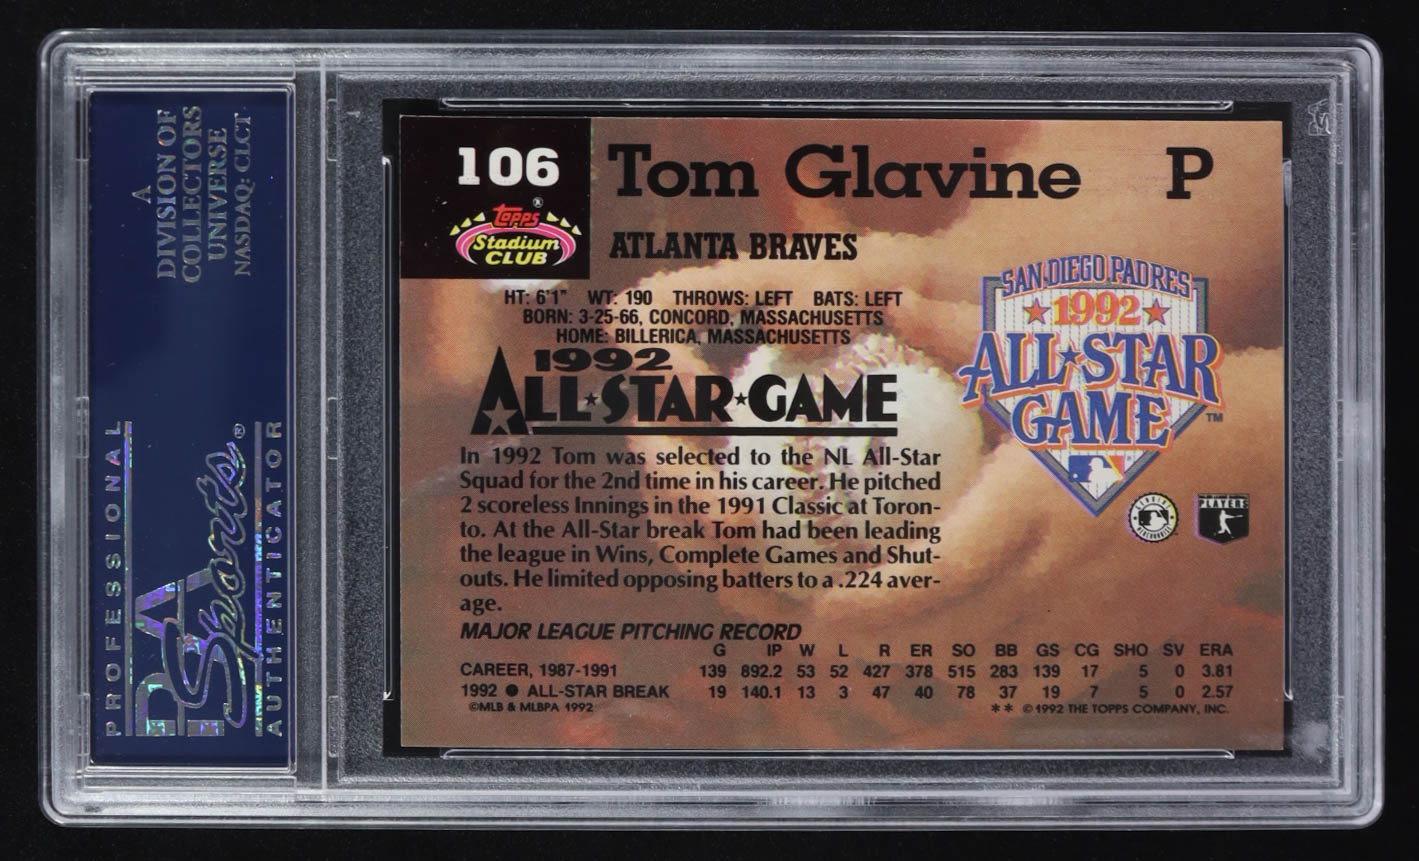 A
DIVISION OF
COLLECTORS
UNIVERSE
NASDAQ: CLCT
PROFESSIONAL
PSA
Sports®
AUTHENTICATOR
106
Topps®
Stadium
CLUB
Tom Glavine P
ATLANTA BRAVES
HT: 6'1" WT: 190 THROWS: LEFT BATS: LEFT
BORN: 3-25-66, CONCORD, MASSACHUSETTS
HOME: BILLERICA, MASSACHUSETTS
1992
ALL★STAR★GAME
In 1992 Tom was selected to the NL All-Star
Squad for the 2nd time in his career. He pitched
2 scoreless Innings in the 1991 Classic at Toron-
to. At the All-Star break Tom had been leading
the league in Wins, Complete Games and Shut-
outs. He limited opposing batters to a .224 aver-
age.
SAN DIEGO PADRES
★1992★
ALL★STAR
GAME™
PLAYERS
MAJOR LEAGUE PITCHING RECORD
G IP W L R ER SO BB GS CG SHO SV ERA
CAREER, 1987-1991 139 892.2 53 52 427 378 515 283 139 17 5 0 3.81
1992 ● ALL-STAR BREAK 19 140.1 13 3 47 40 78 37 19 7 5 0 2.57
©MLB & MLBPA 1992 ** ©1992 THE TOPPS COMPANY, INC.